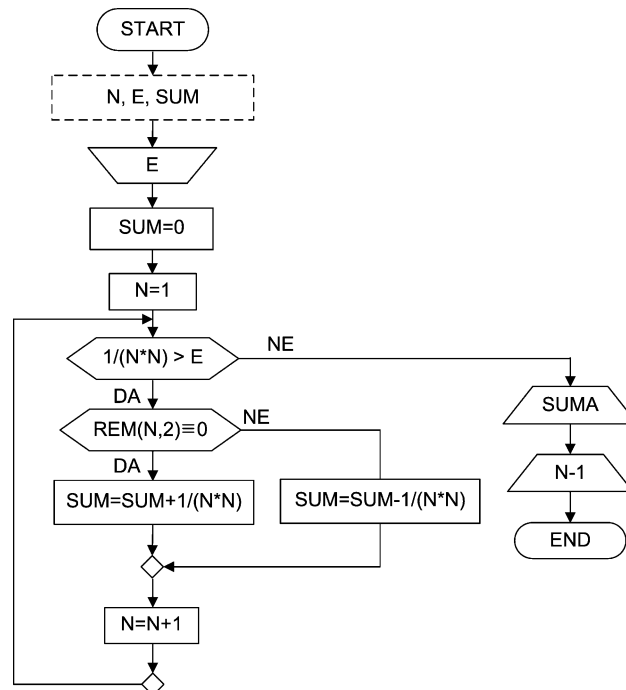 START
N, E, SUM
E
SUM=0
N=1
1/(N*N) > E
NE
DA
REM(N,2)≡0
NE
DA
SUM=SUM+1/(N*N)
SUM=SUM-1/(N*N)
N=N+1
SUMA
N-1
END